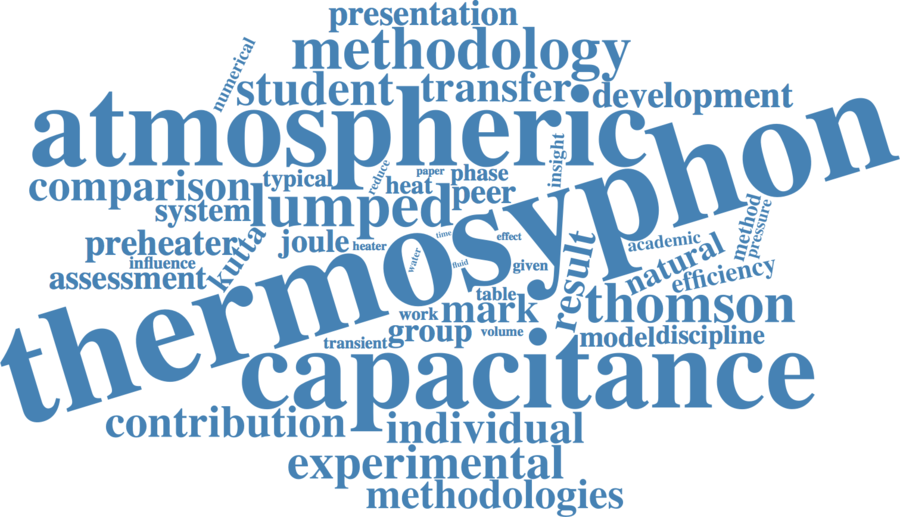 presentation
methodology
numerical
student transfer development
atmospheric
insight
reduce
paper
comparison typical heat phase
system lumped peer
method
pressure
preheater kutta joule heater time effect academic
influence
assessment water fluid given result natural
efficiency
thermosyphon
table
work mark thomson
transient group volume model discipline
capacitance
contribution individual
experimental
methodologies